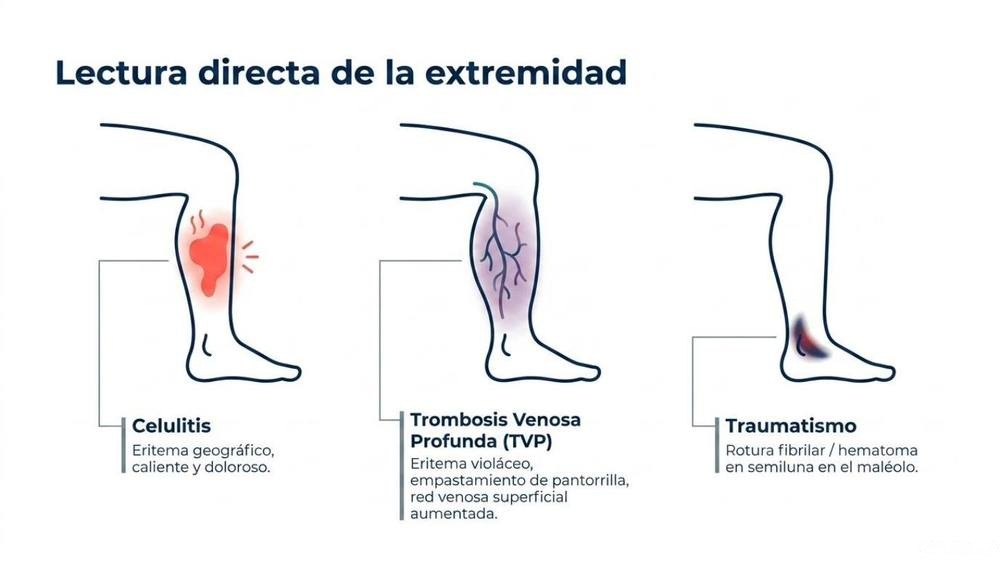 Lectura directa de la extremidad
Celulitis
Eritema geográfico,
caliente y doloroso.
Trombosis Venosa
Profunda (TVP)
Eritema violáceo,
empastamiento de pantorrilla,
red venosa superficial
aumentada.
Traumatismo
Rotura fibrilar / hematoma
en semiluna en el maléolo.